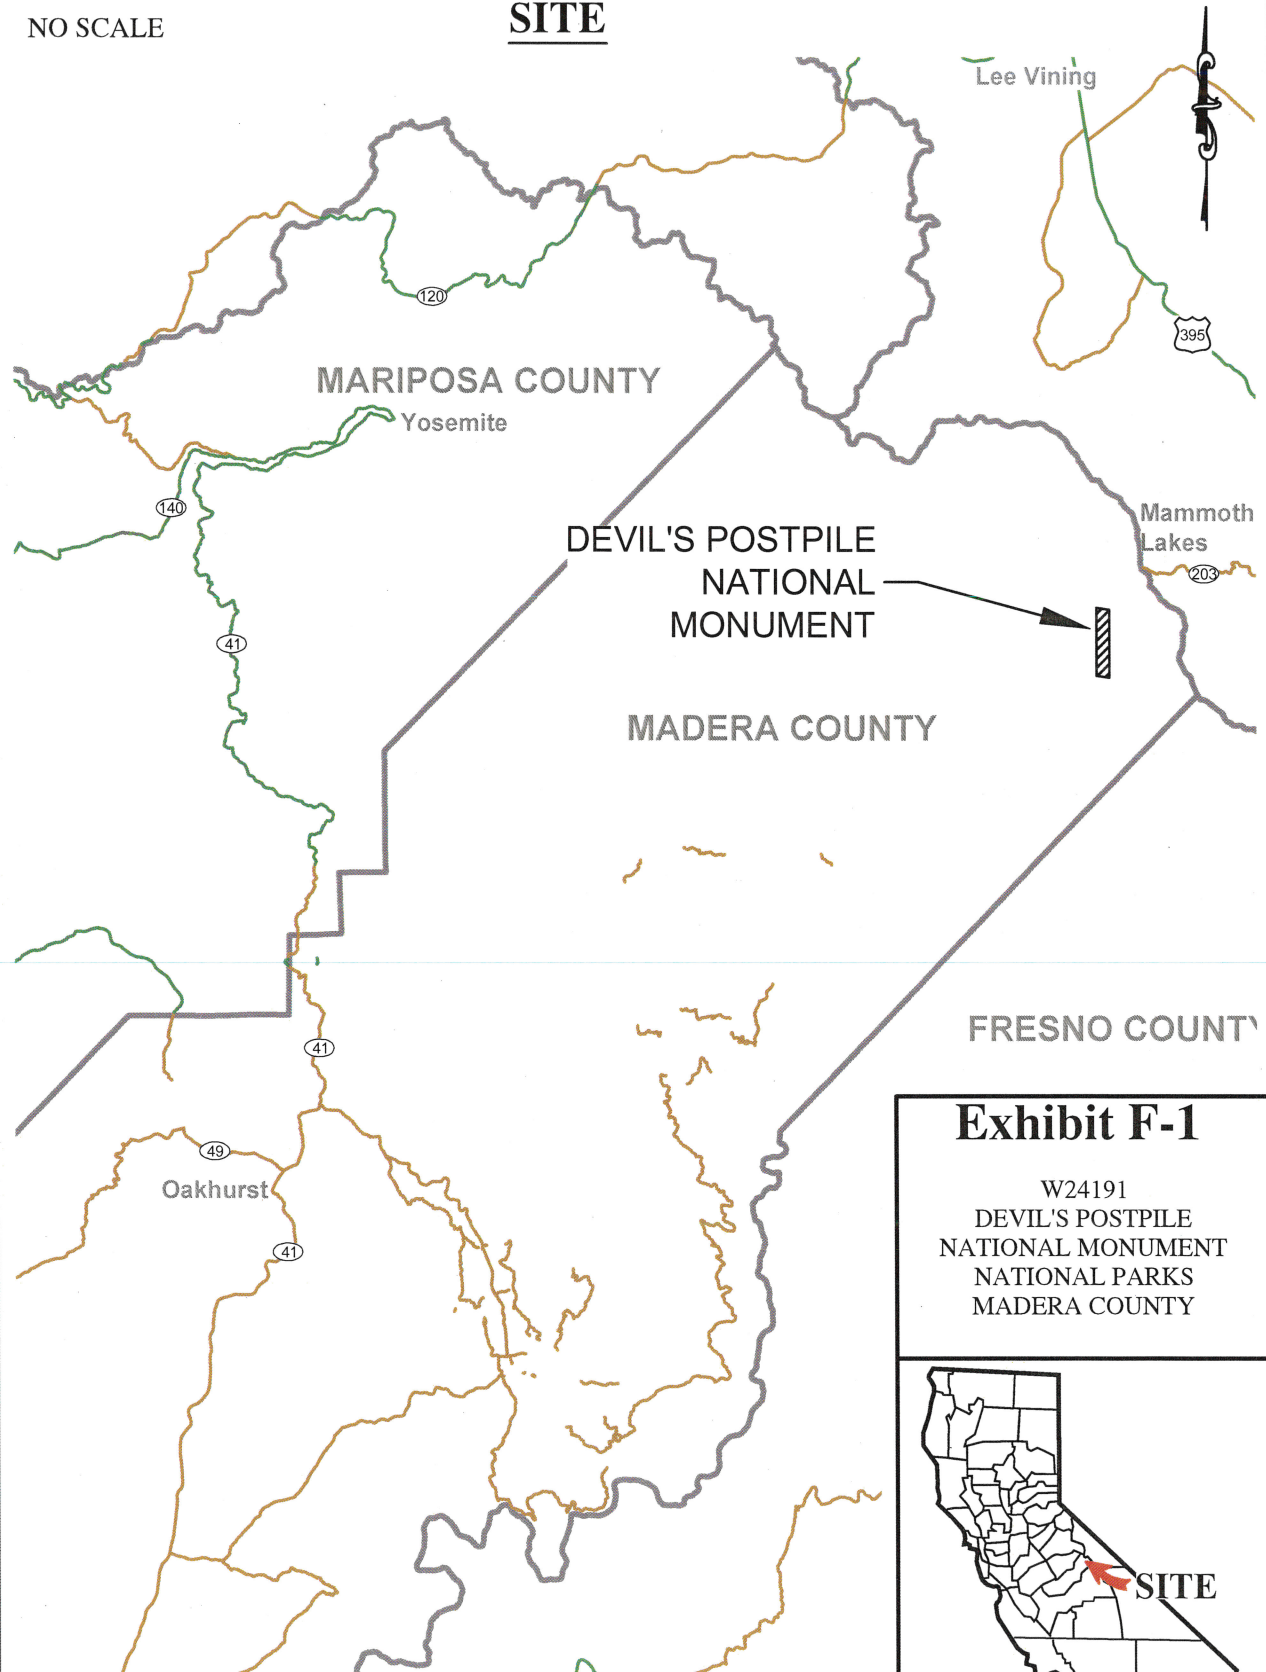 NO SCALE
SITE
Lee Vining
120
395
MARIPOSA COUNTY
Yosemite
140
Mammoth
Lakes
203
DEVIL'S POSTPILE
NATIONAL
MONUMENT
41
MADERA COUNTY
FRESNO COUNTY
41
49
Oakhurst
41
Exhibit F-1
W24191
DEVIL'S POSTPILE
NATIONAL MONUMENT
NATIONAL PARKS
MADERA COUNTY
SITE